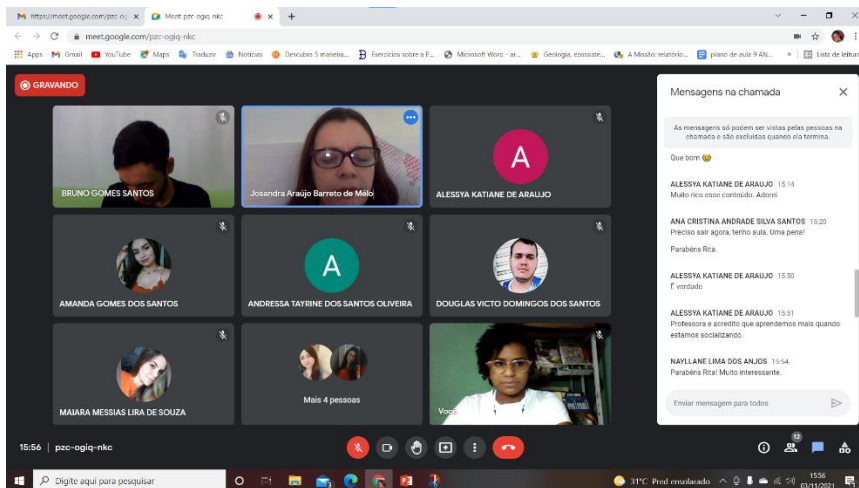 https://meet.google.com/pzc-og
Meet: pzc-ogiq-nkc
meet.google.com/pzc-ogiq-nkc
Apps
Gmail
YouTube
Maps
Traduzir
Notícias
Descubra 5 maneira...
Exercícios sobre a P...
Microsoft Word - ar...
Geologia, ecossiste...
A Missão: relatório...
plano de aula 9 AN...
Lista de leitura
GRAVANDO
BRUNO GOMES SANTOS
Josandra Araújo Barreto de Mélo
A
ALESSYA KATIANE DE ARAUJO
AMANDA GOMES DOS SANTOS
A
ANDRESSA TAYRINE DOS SANTOS OLIVEIRA
DOUGLAS VICTO DOMINGOS DOS SANTOS
MAIARA MESSIAS LIRA DE SOUZA
Mais 4 pessoas
Você
Mensagens na chamada
As mensagens só podem ser vistas pelas pessoas na
chamada e são excluídas quando ela termina.
Que bom
ALESSYA KATIANE DE ARAUJO 15:14
Muito rico esse conteúdo. Adorei
ANA CRISTINA ANDRADE SILVA SANTOS 15:20
Preciso sair agora, tenho aula. Uma pena!
Parabéns Rita.
ALESSYA KATIANE DE ARAUJO 15:50
É verdade
ALESSYA KATIANE DE ARAUJO 15:51
Professora e acredito que aprendemos mais quando
estamos socializando.
NAYLLANE LIMA DOS ANJOS 15:54
Parabéns Rita! Muito interessante.
Enviar mensagem para todos
15:56 | pzc-ogiq-nkc
12
Digite aqui para pesquisar
31°C Pred ensolarado
15:56
03/11/2021